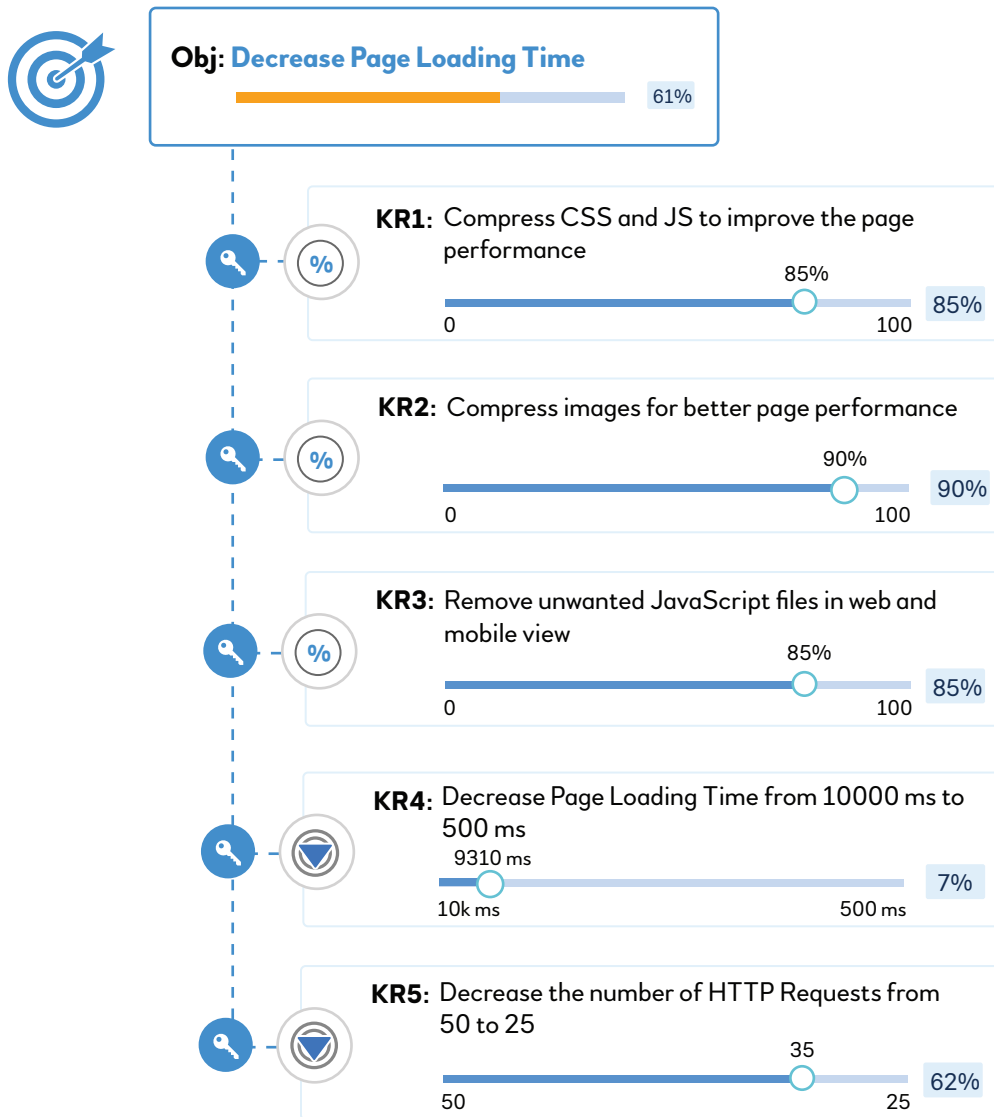 Obj: Decrease Page Loading Time
61%
KR1: Compress CSS and JS to improve the page
performance
85%
85%
0
100
%
KR2: Compress images for better page performance
90%
90%
0
100
%
KR3: Remove unwanted JavaScript files in web and
mobile view
85%
85%
0
100
%
KR4: Decrease Page Loading Time from 10000 ms to
500 ms
9310 ms
7%
10k ms
500 ms
KR5: Decrease the number of HTTP Requests from
50 to 25
35
62%
50
25